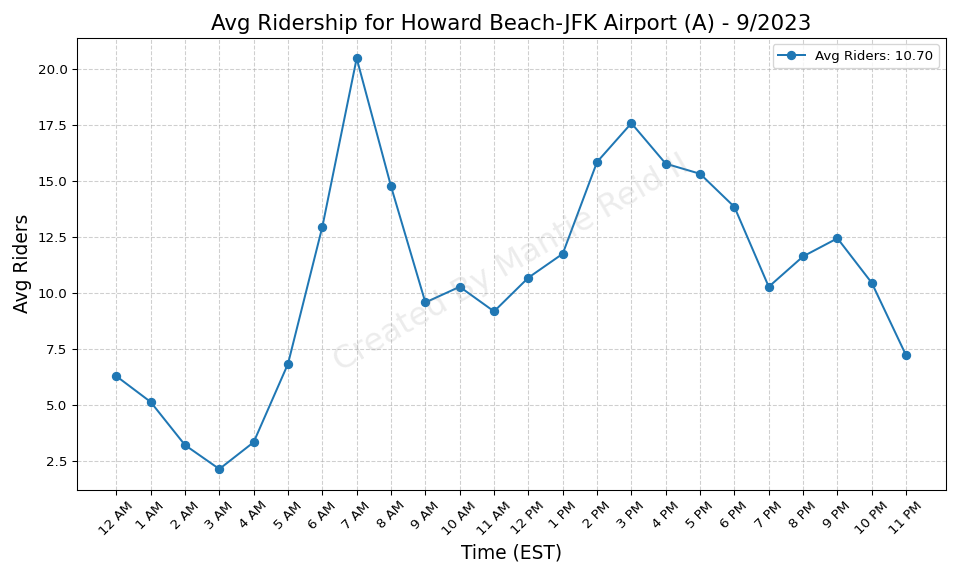 Avg Ridership for Howard Beach-JFK Airport (A) - 9/2023
Avg Riders: 10.70
Avg Riders
20.0
17.5
15.0
12.5
10.0
7.5
5.0
2.5
Created By Mantle Reid II
12 AM
1 AM
2 AM
3 AM
4 AM
5 AM
6 AM
7 AM
8 AM
9 AM
10 AM
11 AM
12 PM
1 PM
2 PM
3 PM
4 PM
5 PM
6 PM
7 PM
8 PM
9 PM
10 PM
11 PM
Time (EST)